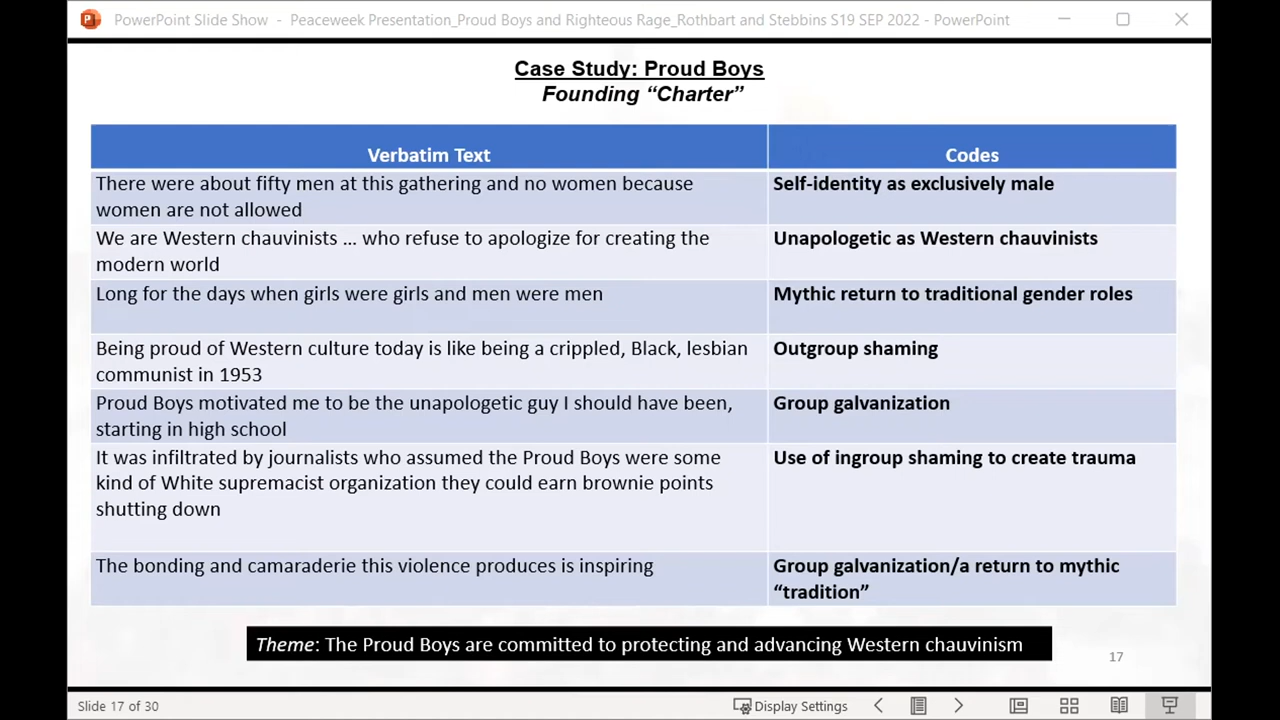 PowerPoint Slide Show - Peaceweek Presentation_Proud Boys and Righteous Rage_Rothbart and Stebbins S19 SEP 2022 - PowerPoint
Case Study: Proud Boys
Founding “Charter”
Verbatim Text
Codes
There were about fifty men at this gathering and no women because
women are not allowed
Self-identity as exclusively male
We are Western chauvinists ... who refuse to apologize for creating the
modern world
Unapologetic as Western chauvinists
Long for the days when girls were girls and men were men
Mythic return to traditional gender roles
Being proud of Western culture today is like being a crippled, Black, lesbian
communist in 1953
Outgroup shaming
Proud Boys motivated me to be the unapologetic guy I should have been,
starting in high school
Group galvanization
It was infiltrated by journalists who assumed the Proud Boys were some
kind of White supremacist organization they could earn brownie points
shutting down
Use of ingroup shaming to create trauma
The bonding and camaraderie this violence produces is inspiring
Group galvanization/a return to mythic
“tradition”
Theme: The Proud Boys are committed to protecting and advancing Western chauvinism
17
Slide 17 of 30
Display Settings